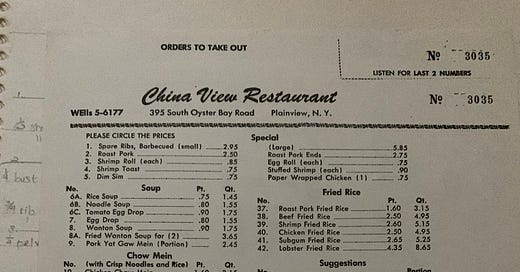 ORDERS TO TAKE OUT
Nº 3035
LISTEN FOR LAST 2 NUMBERS
China View Restaurant
Nº 3035
WElls 5-6177 395 South Oyster Bay Road Plainview, N. Y.
PLEASE CIRCLE THE PRICES
1. Spare Ribs, Barbecued (small) 2.95
2. Roast Pork 2.50
3. Shrimp Roll (each) .85
4. Shrimp Toast .75
5. Dim Sim .75
No. Soup Pt. Qt.
6A. Rice Soup .75 1.45
6B. Noodle Soup .80 1.55
6C. Tomato Egg Drop .90 1.75
7. Egg Drop .80 1.55
8. Wonton Soup .90 1.75
8A. Fried Wonton Soup for (2) 3.65
9. Pork Yat Gaw Mein (Portion) 2.45
Chow Mein
No. (with Crisp Noodles and Rice) Pt. Qt.
Special
(Large) 5.85
Roast Pork Ends 2.75
Egg Roll (each) .75
Stuffed Shrimp (each) .90
Paper Wrapped Chicken (1) .75
Fried Rice
No. Pt. Qt.
37. Roast Pork Fried Rice 1.60 3.15
38. Beef Fried Rice 2.50 4.95
39. Shrimp Fried Rice 2.60 5.15
40. Chicken Fried Rice 2.50 4.95
41. Subgum Fried Rice 2.65 5.25
42. Lobster Fried Rice 4.35 8.65
Suggestions
bust
rib